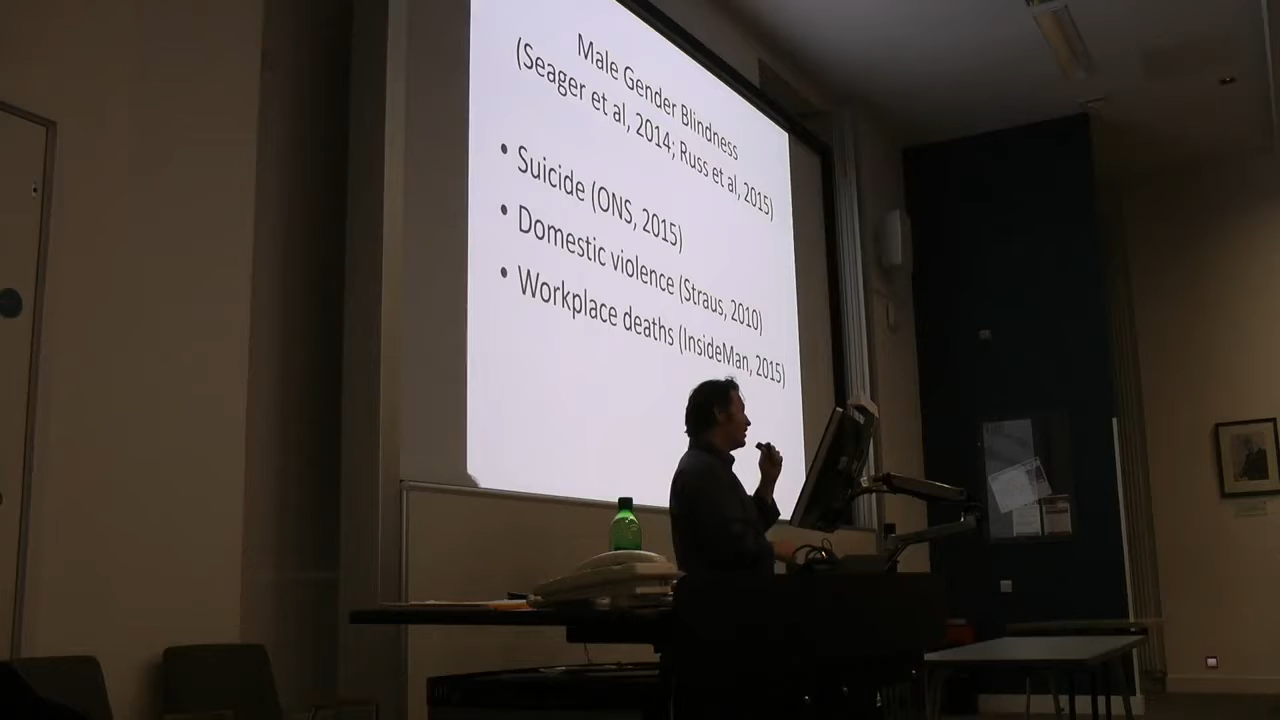 Male Gender Blindness
(Seager et al, 2014; Russ et al, 2015)
• Suicide (ONS, 2015)
• Domestic violence (Straus, 2010)
• Workplace deaths (InsideMan, 2015)